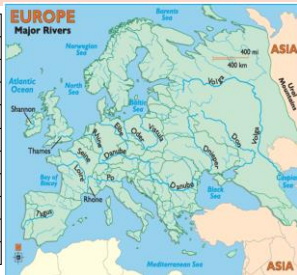 EUROPE
Major Rivers
Barents
Sea
Norwegian
Sea
400 mi
400 km
ASIA
Ural
Mountains
Volga
Atlantic
Ocean
North
Sea
Baltic
Sea
Shannon
Thames
Elbe
Oder
Vistula
Rhine
Seine
Danube
Dnieper
Don
Volga
Loire
Bay of
Biscay
Rhone
Po
Danube
Black
Sea
Caspian
Sea
Tagus
Mediterranean Sea
ASIA